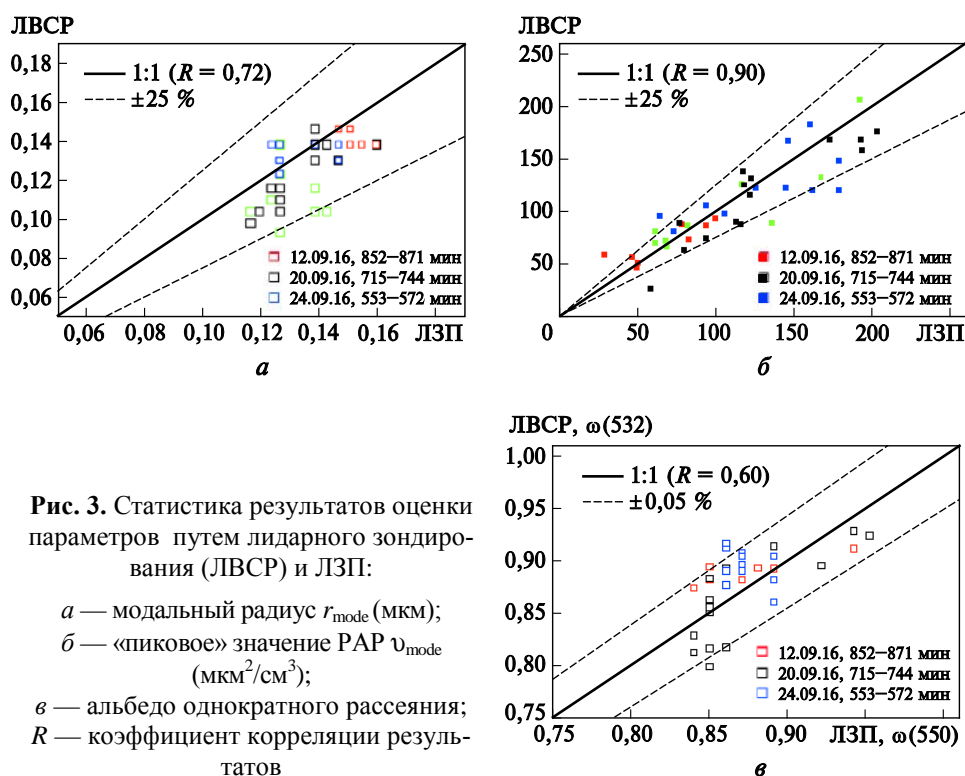 ЛВСР
0,18
0,16
0,14
0,12
0,10
0,08
0,06
1:1 (R = 0,72)
±25 %
12.09.16, 852–871 мин
20.09.16, 715–744 мин
24.09.16, 553–572 мин
0,06 0,08 0,10 0,12 0,14 0,16 ЛЗП
а
ЛВСР
250
200
150
100
50
1:1 (R = 0,90)
±25 %
12.09.16, 852–871 мин
20.09.16, 715–744 мин
24.09.16, 553–572 мин
0 50 100 150 200 ЛЗП
б
ЛВСР, ω(532)
1,00
0,95
0,90
0,85
0,80
0,75
1:1 (R = 0,60)
±0,05 %
12.09.16, 852–871 мин
20.09.16, 715–744 мин
24.09.16, 553–572 мин
0,75 0,80 0,85 0,90 ЛЗП, ω(550)
в
Рис. 3. Статистика результатов оценки
параметров путем лидарного зондиро-
вания (ЛВСР) и ЛЗП:
а — модальный радиус r mode (мкм);
б — «пиковое» значение РАР υ mode
(мкм²/см³);
в — альбедо однократного рассеяния;
R — коэффициент корреляции резуль-
татов